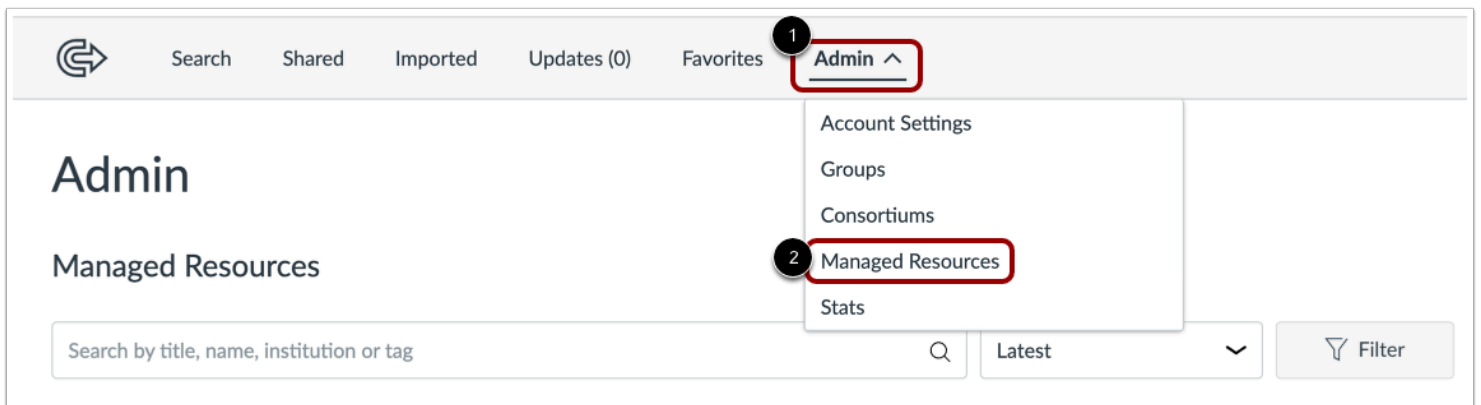 1
Search Shared Imported Updates (0) Favorites Admin
Account Settings
Admin
Groups
Consortiums
2
Managed Resources
Managed Resources
Stats
Search by title, name, institution or tag Latest Filter